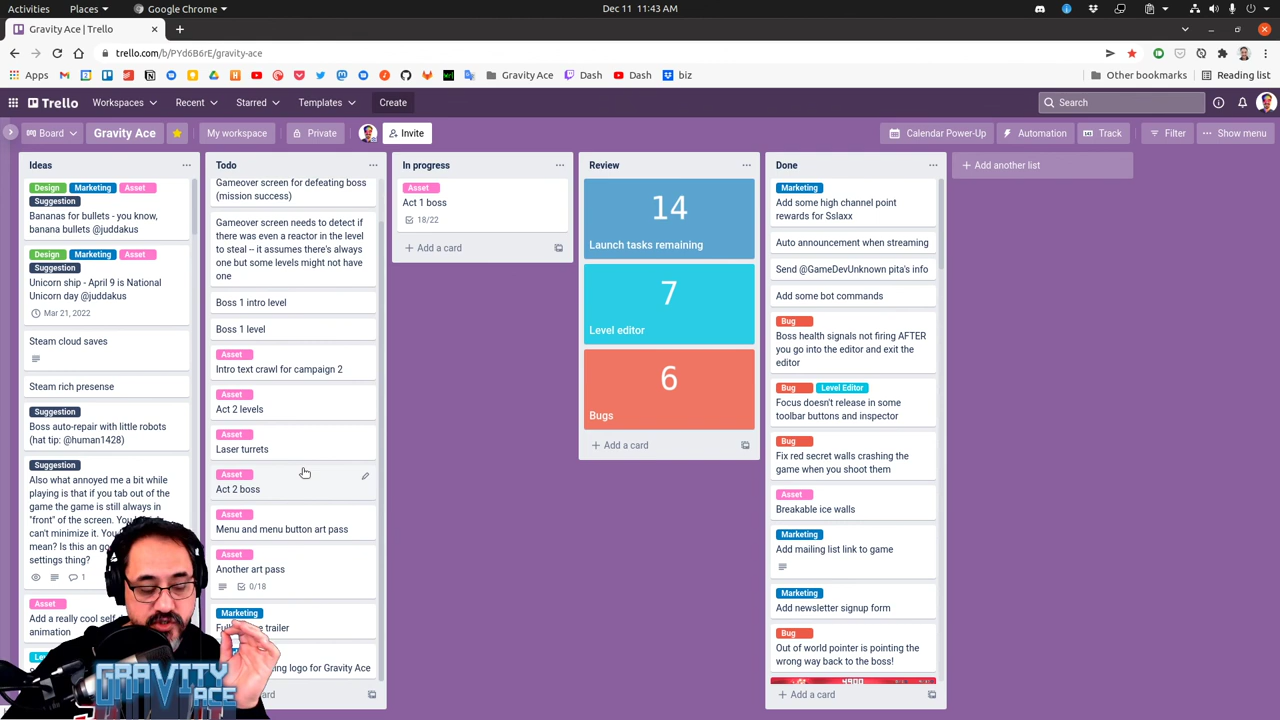 Activities
Places
Google Chrome
Dec 11 11:43 AM
Gravity Ace | Trello
trello.com/b/PYd6B6rE/gravity-ace
Apps
Gravity Ace
Dash
Dash
biz
Other bookmarks
Reading list
Trello
Workspaces
Recent
Starred
Templates
Create
Search
Board
Gravity Ace
My workspace
Private
Invite
Calendar Power-Up
Automation
Track
Filter
Show menu
Ideas
Design Marketing Asset
Suggestion
Bananas for bullets - you know,
banana bullets @juddakus
Design Marketing Asset
Suggestion
Unicorn ship - April 9 is National
Unicorn day @juddakus
Mar 21, 2022
Steam cloud saves
Steam rich presense
Suggestion
Boss auto-repair with little robots
(hat tip: @human1428)
Suggestion
Also what annoyed me a bit while
playing is that if you tab out of the
game the game is still always in
"front" of the screen. You
can't minimize it. You
mean? Is this an
settings thing?
1
Asset
Add a really cool self
animation
Todo
Gameover screen for defeating boss
(mission success)
Gameover screen needs to detect if
there was even a reactor in the level
to steal -- it assumes there's always
one but some levels might not have
one
Boss 1 intro level
Boss 1 level
Asset
Intro text crawl for campaign 2
Asset
Act 2 levels
Asset
Laser turrets
Asset
Act 2 boss
Asset
Menu and menu button art pass
Asset
Another art pass
0/18
Marketing
trailer
logo for Gravity Ace
card
In progress
Asset
Act 1 boss
18/22
Add a card
Review
14
Launch tasks remaining
7
Level editor
6
Bugs
Add a card
Done
Marketing
Add some high channel point
rewards for Sslaxx
Auto announcement when streaming
Send @GameDevUnknown pita's info
Add some bot commands
Bug
Boss health signals not firing AFTER
you go into the editor and exit the
editor
Bug Level Editor
Focus doesn't release in some
toolbar buttons and inspector
Bug
Fix red secret walls crashing the
game when you shoot them
Asset
Breakable ice walls
Marketing
Add mailing list link to game
Marketing
Add newsletter signup form
Bug
Out of world pointer is pointing the
wrong way back to the boss!
Add a card
Add another list
GRAVITY
ACE